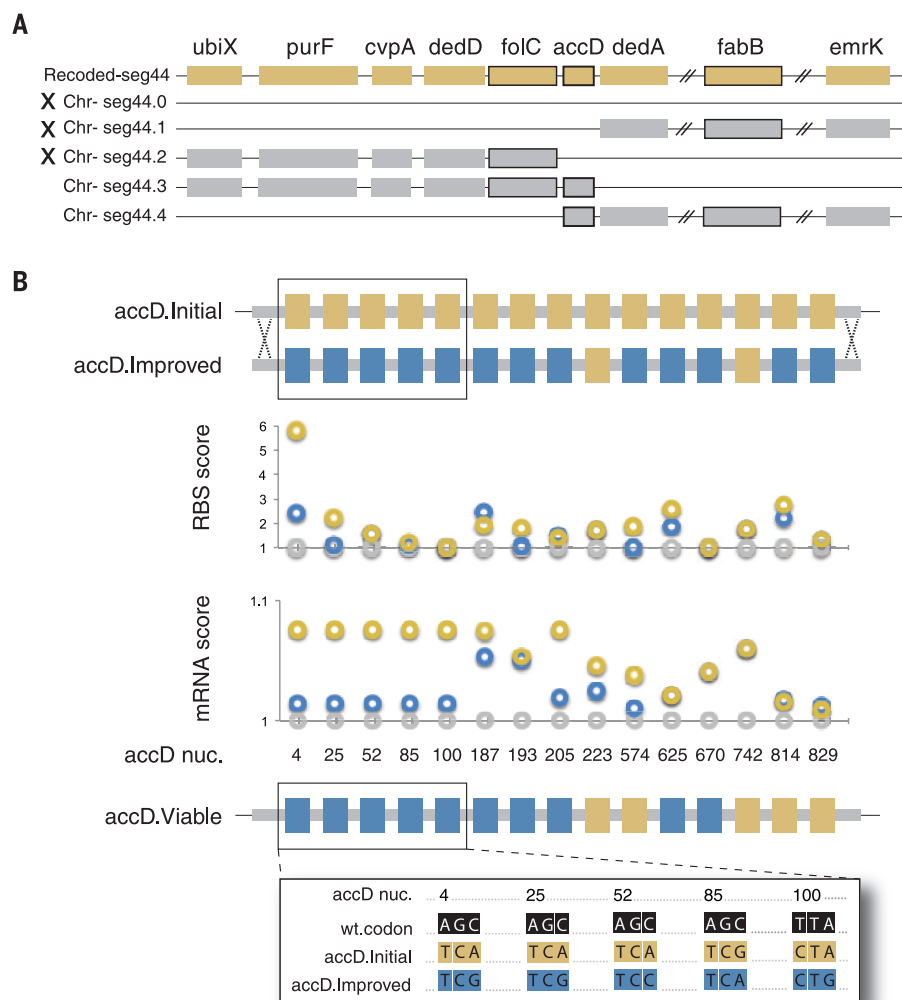 A
ubiX purF cvpA dedD folC accD dedA fabB emrK
Recoded-seg44
X Chr- seg44.0
X Chr- seg44.1
X Chr- seg44.2
Chr- seg44.3
Chr- seg44.4
B
accD.Initial
accD.Improved
RBS score
6
5
4
3
2
1
mRNA score
1.1
1
accD nuc. 4 25 52 85 100 187 193 205 223 574 625 670 742 814 829
accD.Viable
accD nuc. 4 25 52 85 100
wt.codon AGC AGC AGC AGC TTA
accD.Initial TCA TCA TCA TCG CTA
accD.Improved TCG TCG TCC TCA CTG